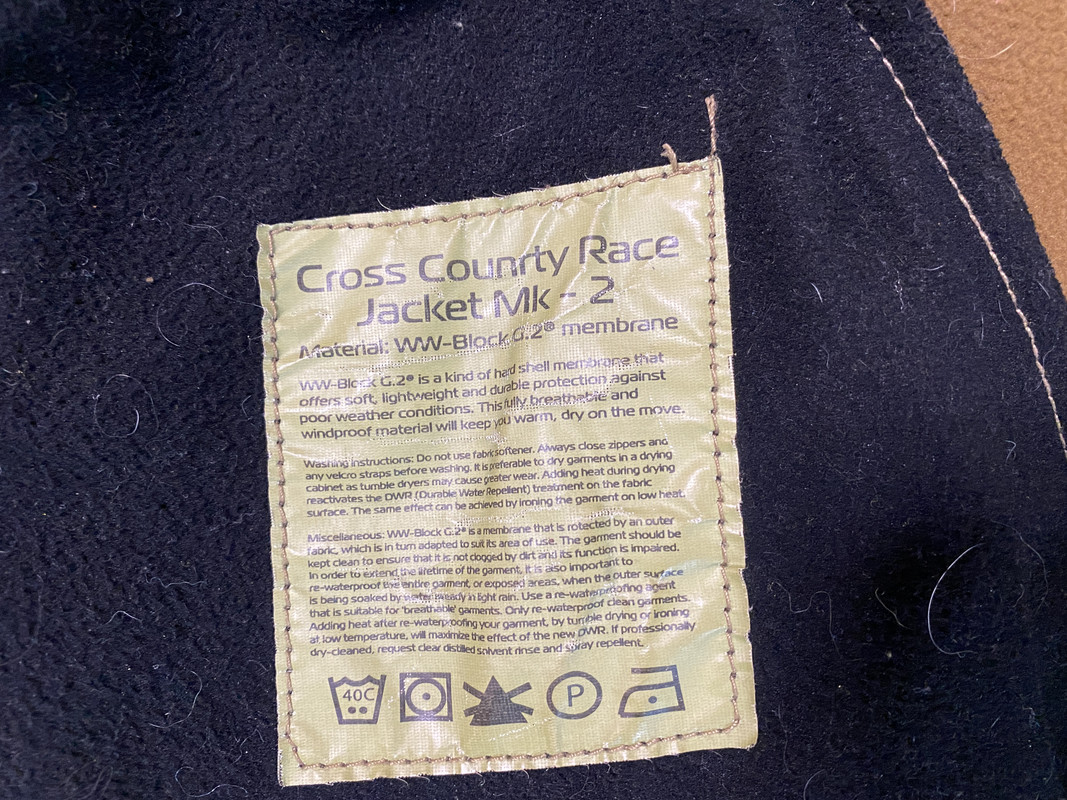 Cross Counrty Race
Jacket Mk - 2
Material: WW-Block G.2® membrane
WW-Block G.2® is a kind of hard shell membrane that
offers soft, lightweight and durable protection against
poor weather conditions. This fully breathable and
windproof material will keep you warm, dry on the move.
Washing instructions: Do not use fabric softener. Always close zippers and
any velcro straps before washing. It is preferable to dry garments in a drying
cabinet as tumble dryers may cause greater wear. Adding heat during drying
reactivates the DWR (Durable Water Repellent) treatment on the fabric
surface. The same effect can be achieved by ironing the garment on low heat.
Miscellaneous: WW-Block G.2® is a membrane that is rotected by an outer
fabric, which is in turn adapted to suit its area of use. The garment should be
kept clean to ensure that it is not clogged by dirt and its function is impaired.
In order to extend the lifetime of the garment, it is also important to
re-waterproof the entire garment, or exposed areas, when the outer surface
is being soaked by water already in light rain. Use a re-waterproofing agent
that is suitable for 'breathable' garments. Only re-waterproof clean garments.
Adding heat after re-waterproofing your garment, by tumble drying or ironing
at low temperature, will maximize the effect of the new DWR. If professionally
dry-cleaned, request clear distilled solvent rinse and spray repellent.
40C P